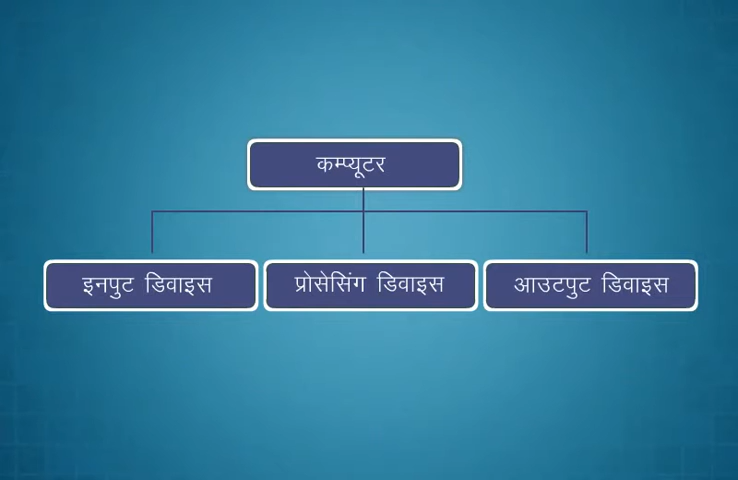 कम्प्यूटर
इनपुट डिवाइस
प्रोसेसिंग डिवाइस
आउटपुट डिवाइस